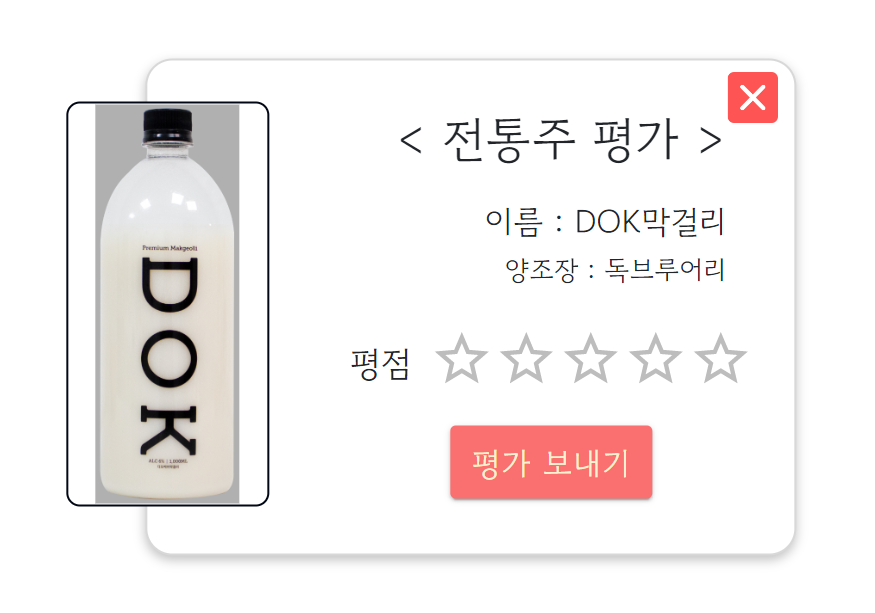 < 전통주 평가 >
이름 : DOK막걸리
양조장 : 독브루어리
평점
평가 보내기
Premium Makgeolli
DOK